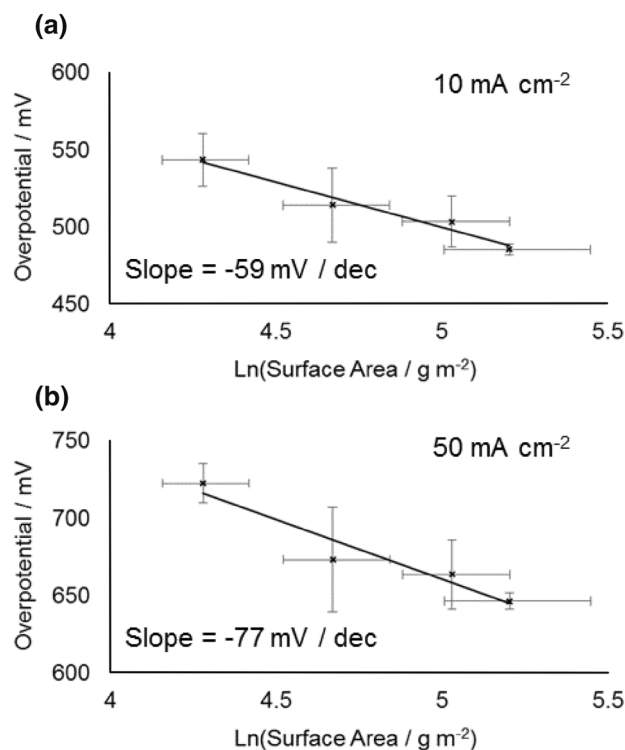 (a)
600
10 mA cm⁻²
550
500
Slope = -59 mV / dec
450
4
4.5
5
5.5
Overpotential / mV
Ln(Surface Area / g m⁻²)
(b)
750
50 mA cm⁻²
700
650
Slope = -77 mV / dec
600
4
4.5
5
5.5
Overpotential / mV
Ln(Surface Area / g m⁻²)